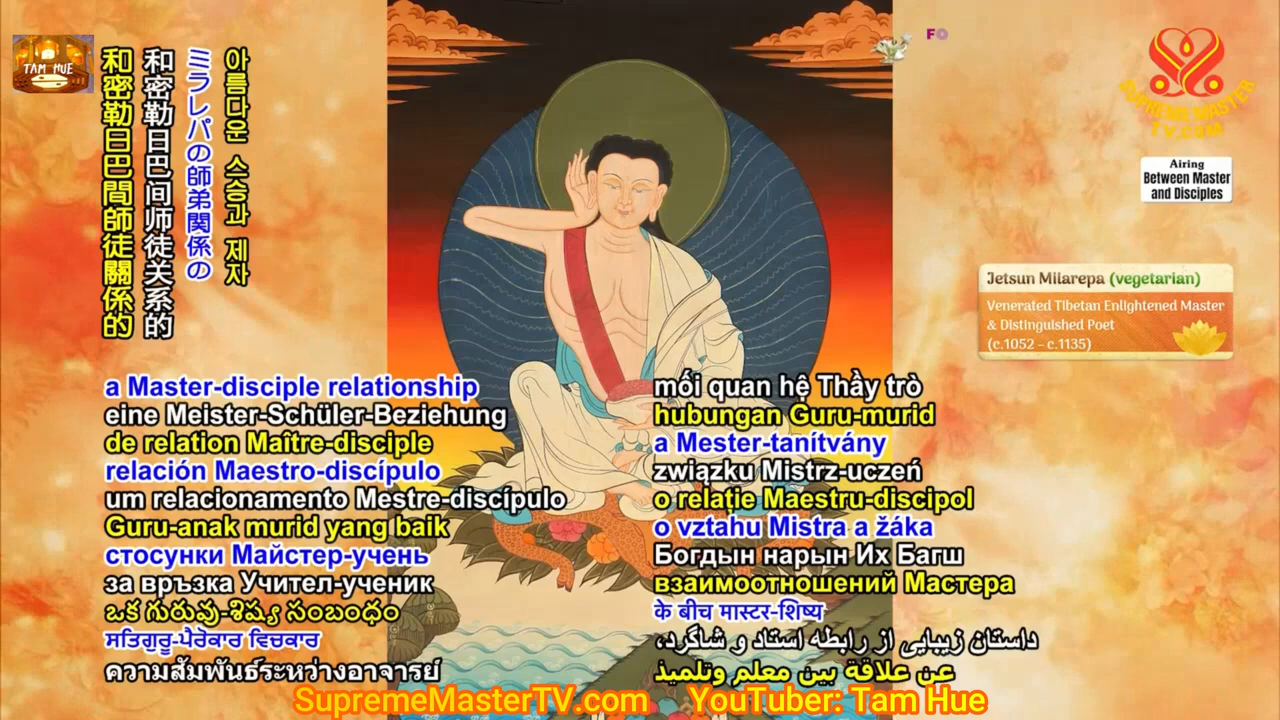 TAM HUE
和密勒日巴間師徒關係的
和密勒日巴间师徒关系的
ミラレパの師弟関係の
아름다운 스승과 제자
FO
SUPREMEMASTER
TV.COM
Airing
Between Master
and Disciples
Jetsun Milarepa (vegetarian)
Venerated Tibetan Enlightened Master
& Distinguished Poet
(c.1052 – c.1135)
a Master-disciple relationship
eine Meister-Schüler-Beziehung
de relation Maître-disciple
relación Maestro-discípulo
um relacionamento Mestre-discípulo
Guru-anak murid yang baik
стосунки Майстер-учень
за връзка Учител-ученик
ఒక గురువు-శిష్య సంబంధం
ਸਤਿਗੁਰੂ-ਪੈਰੋਕਾਰ ਵਿਚਕਾਰ
ความสัมพันธ์ระหว่างอาจารย์
mối quan hệ Thầy trò
hubungan Guru-murid
a Mester-tanítvány
związku Mistrz-uczeń
o relație Maestru-discipol
o vztahu Mistra a žáka
Богдын нарын Их Багш
взаимоотношений Мастера
के बीच मास्टर-शिष्य
داستان زیبایی از رابطه استاد و شاگرد،
عن علاقة بين معلم وتلميذ
SupremeMasterTV.com YouTuber: Tam Hue